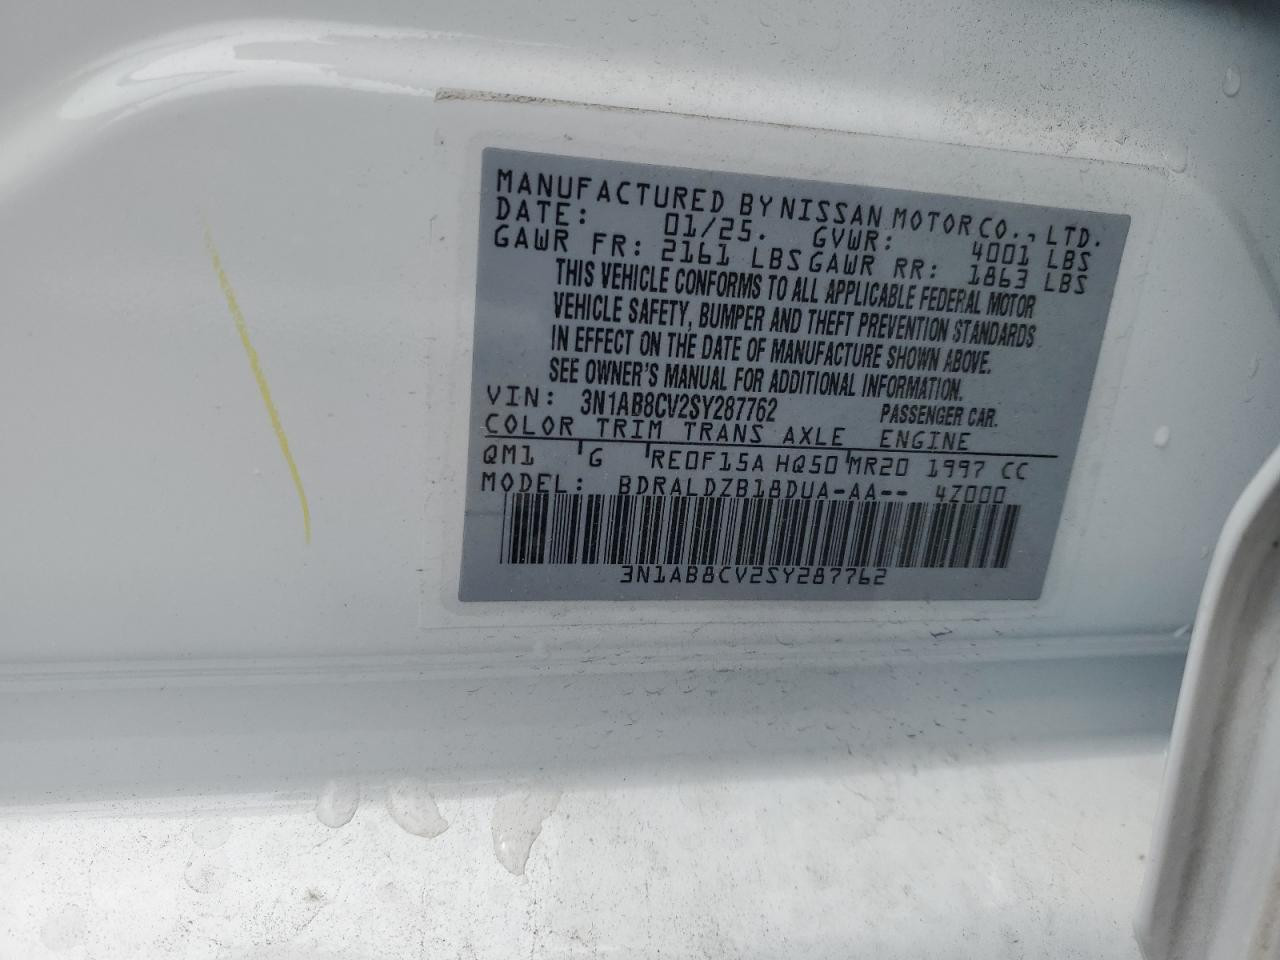 MANUFACTURED BY NISSAN MOTOR CO., LTD.
DATE: 01/25. GVWR: 4001 LBS
GAWR FR: 2161 LBS GAWR RR: 1863 LBS
THIS VEHICLE CONFORMS TO ALL APPLICABLE FEDERAL MOTOR
VEHICLE SAFETY, BUMPER AND THEFT PREVENTION STANDARDS
IN EFFECT ON THE DATE OF MANUFACTURE SHOWN ABOVE.
SEE OWNER'S MANUAL FOR ADDITIONAL INFORMATION.
VIN: 3N1AB8CV2SY287762 PASSENGER CAR.
COLOR TRIM TRANS AXLE ENGINE
QM1 G RE0F15A HQ50 MR20 1997 CC
MODEL: BDRALDZB18DUA-AA-- 4Z000
3N1AB8CV2SY287762